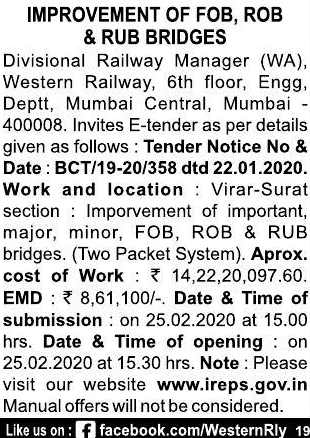 IMPROVEMENT OF FOB, ROB
& RUB BRIDGES
Divisional Railway Manager (WA),
Western Railway, 6th floor, Engg,
Deptt, Mumbai Central, Mumbai -
400008. Invites E-tender as per details
given as follows : Tender Notice No &
Date : BCT/19-20/358 dtd 22.01.2020.
Work and location : Virar-Surat
section : Imporvement of important,
major, minor, FOB, ROB & RUB
bridges. (Two Packet System). Aprox.
cost of Work : ₹ 14,22,20,097.60.
EMD : ₹ 8,61,100/-. Date & Time of
submission : on 25.02.2020 at 15.00
hrs. Date & Time of opening : on
25.02.2020 at 15.30 hrs. Note : Please
visit our website www.ireps.gov.in
Manual offers will not be considered.
Like us on : f facebook.com/WesternRly 19